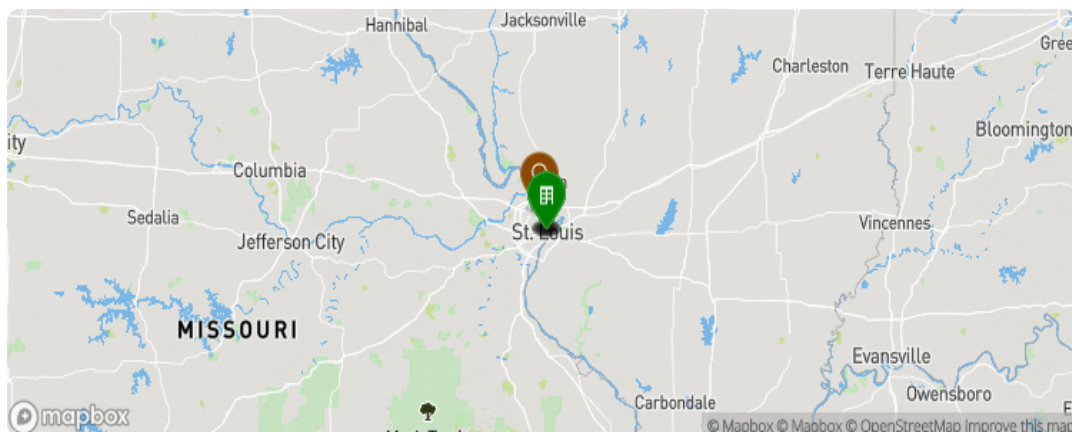 Hannibal
Jacksonville
Charleston
Terre Haute
Bloomington
ity
Columbia
Sedalia
Vincennes
St. Louis
Jefferson City
MISSOURI
Evansville
Owensboro
Carbondale
mapbox
© Mapbox © OpenStreetMap Improve this map